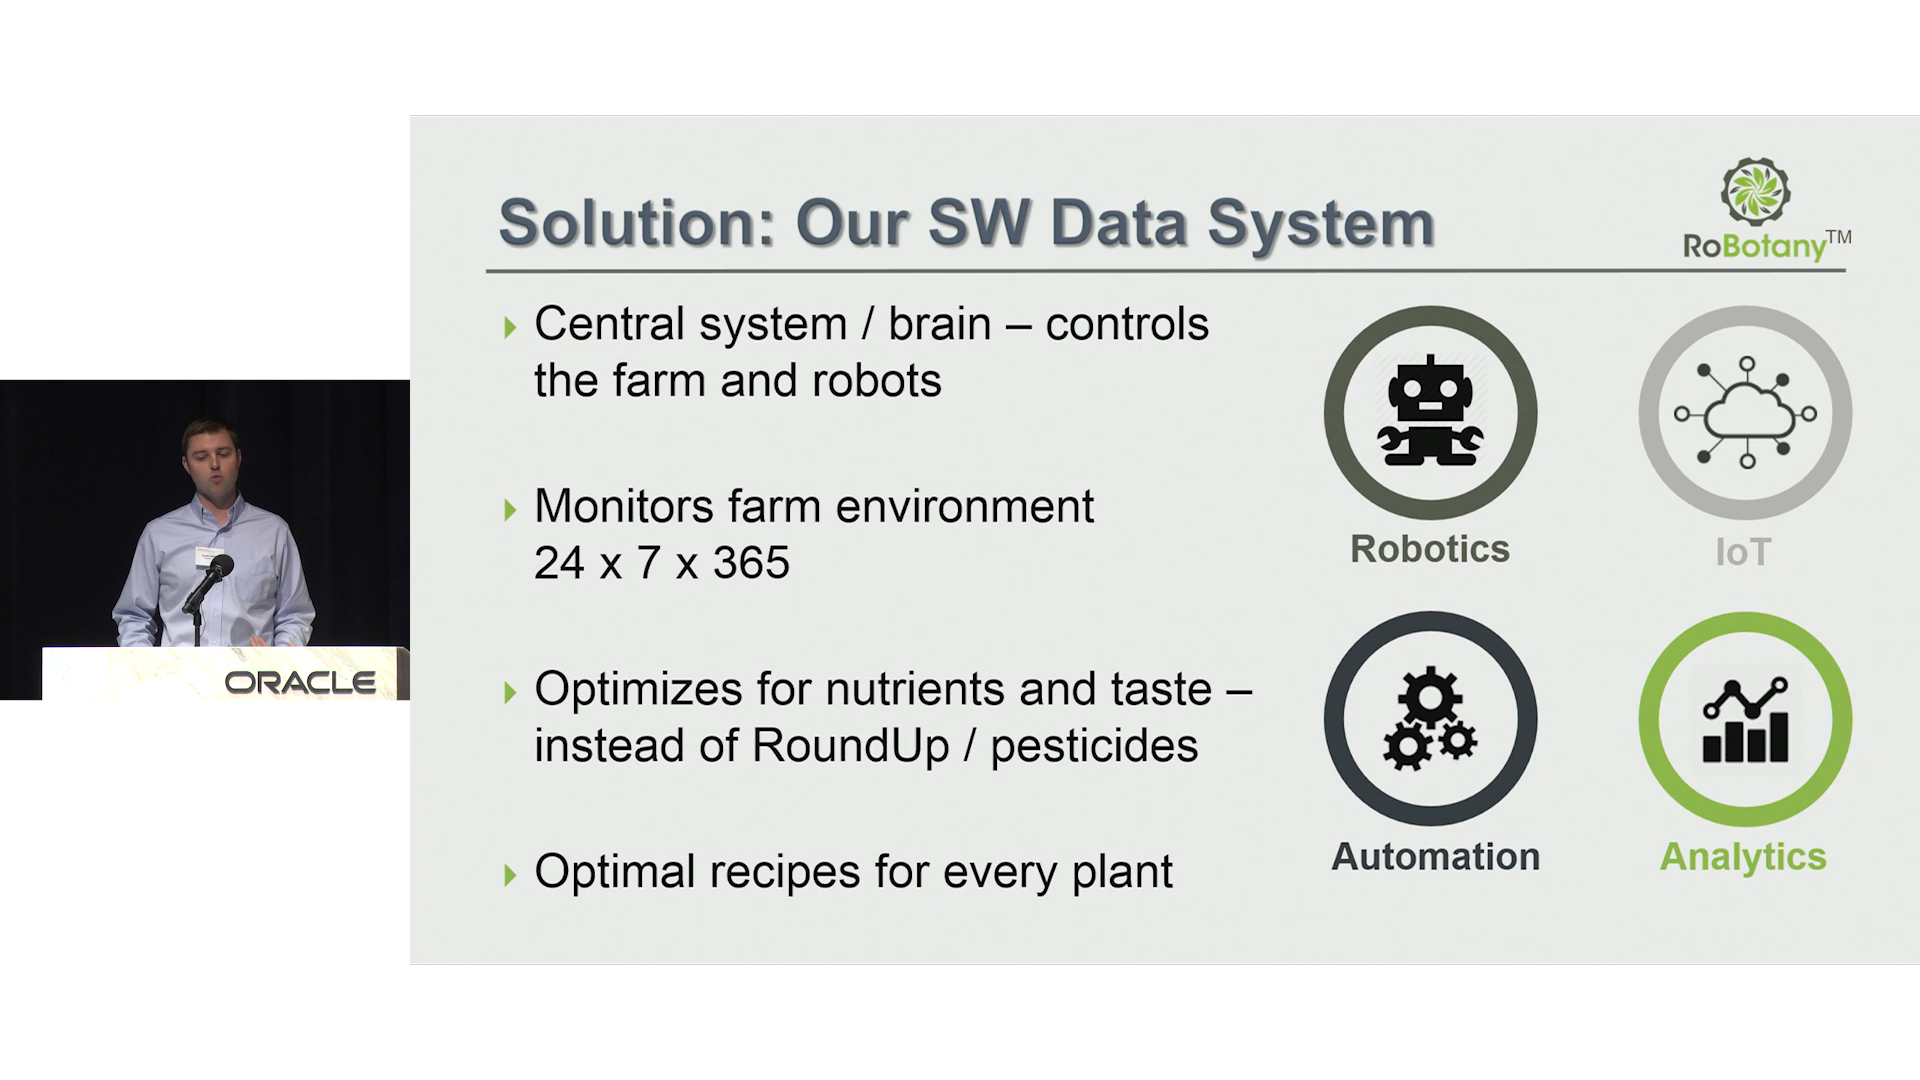 Solution: Our SW Data System
RoBotany™
Central system / brain – controls
the farm and robots
Monitors farm environment
24 x 7 x 365
Optimizes for nutrients and taste –
instead of RoundUp / pesticides
Optimal recipes for every plant
Robotics
IoT
Automation
Analytics
ORACLE